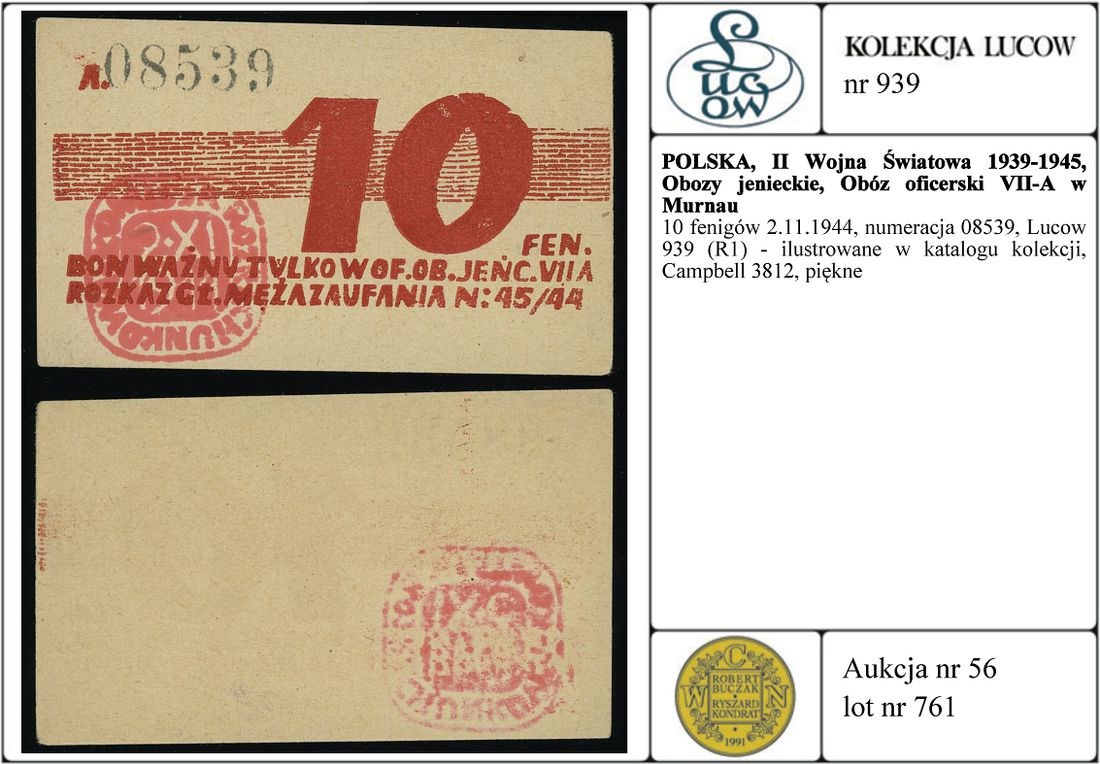 A.08539
10
FEN.
BON WAŻNY TYLKO W OF.OB.JEŃC.VII A
ROZKAZ GŁ.MĘŻA ZAUFANIA N:45/44
Lucow
KOLEKCJA LUCOW
nr 939
POLSKA, II Wojna Światowa 1939-1945,
Obozy jenieckie, Obóz oficerski VII-A w
Murnau
10 fenigów 2.11.1944, numeracja 08539, Lucow
939 (R1) - ilustrowane w katalogu kolekcji,
Campbell 3812, piękne
W C N
ROBERT
BUCZAK
RYSZARD
KONDRAT
1991
Aukcja nr 56
lot nr 761